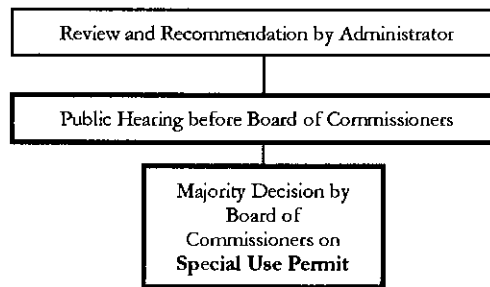 Review and Recommendation by Administrator
Public Hearing before Board of Commissioners
Majority Decision by
Board of
Commissioners on
Special Use Permit